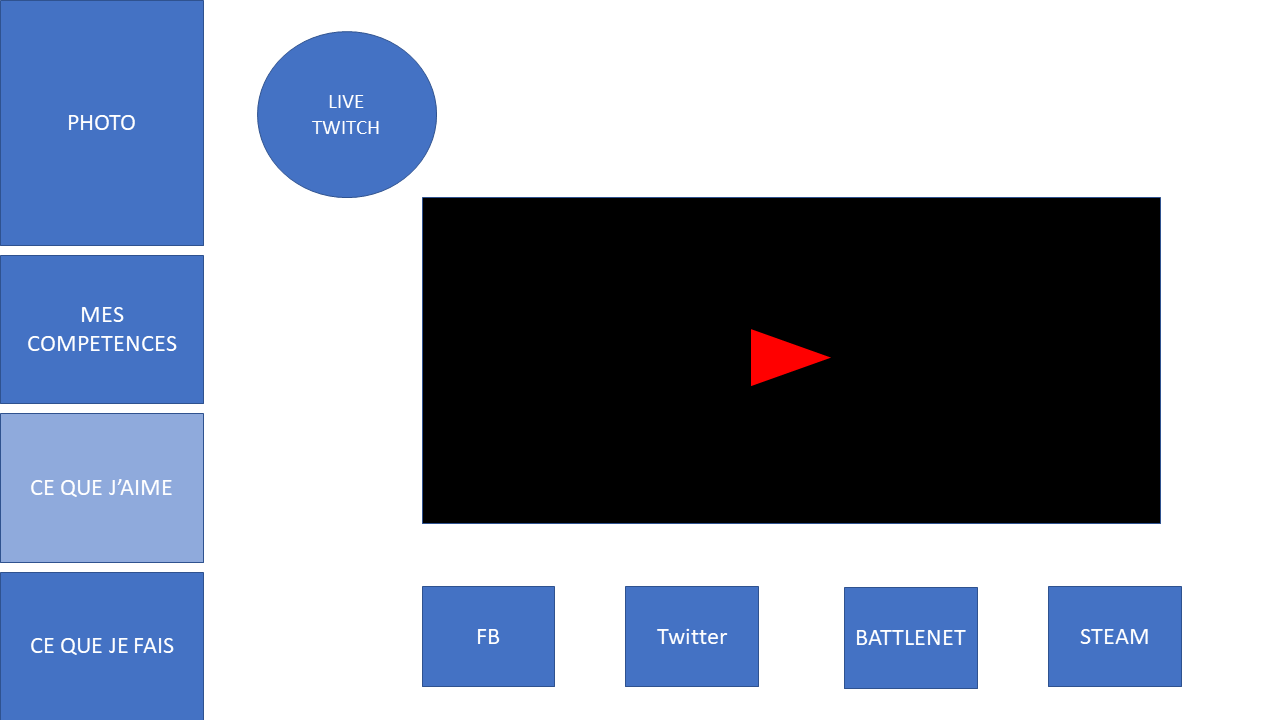 PHOTO
LIVE
TWITCH
MES
COMPETENCES
CE QUE J’AIME
CE QUE JE FAIS
FB
Twitter
BATTLENET
STEAM